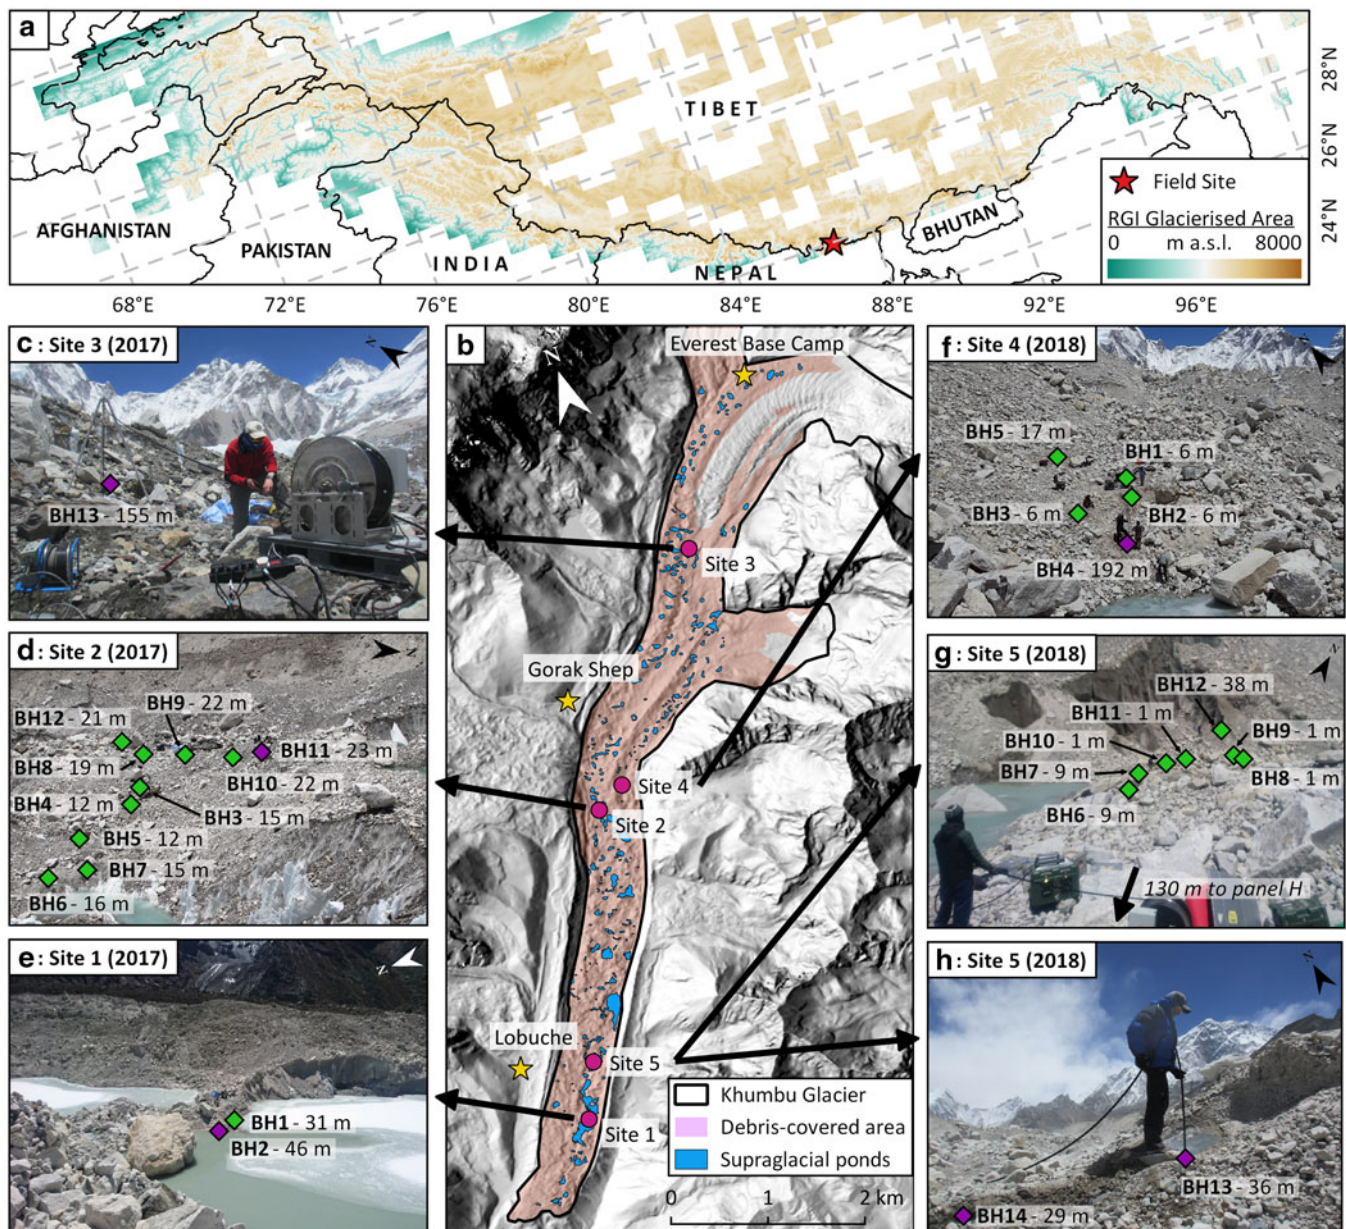 a
TIBET
AFGHANISTAN
PAKISTAN
INDIA
NEPAL
BHUTAN
28°N
26°N
24°N
Field Site
RGI Glacierised Area
0 m a.s.l. 8000
68°E 72°E 76°E 80°E 84°E 88°E 92°E 96°E
c: Site 3 (2017)
N
BH13 - 155 m
d: Site 2 (2017)
N
BH9 - 22 m
BH12 - 21 m
BH11 - 23 m
BH8 - 19 m
BH10 - 22 m
BH4 - 12 m
BH3 - 15 m
BH5 - 12 m
BH7 - 15 m
BH6 - 16 m
e: Site 1 (2017)
N
BH1 - 31 m
BH2 - 46 m
b
N
Everest Base Camp
Site 3
Gorak Shep
Site 4
Site 2
Lobuche
Site 5
Site 1
Khumbu Glacier
Debris-covered area
Supraglacial ponds
0 1 2 km
f: Site 4 (2018)
N
BH5 - 17 m
BH1 - 6 m
BH3 - 6 m
BH2 - 6 m
BH4 - 192 m
g: Site 5 (2018)
N
BH12 - 38 m
BH11 - 1 m
BH9 - 1 m
BH10 - 1 m
BH7 - 9 m
BH8 - 1 m
BH6 - 9 m
130 m to panel H
h: Site 5 (2018)
N
BH13 - 36 m
BH14 - 29 m